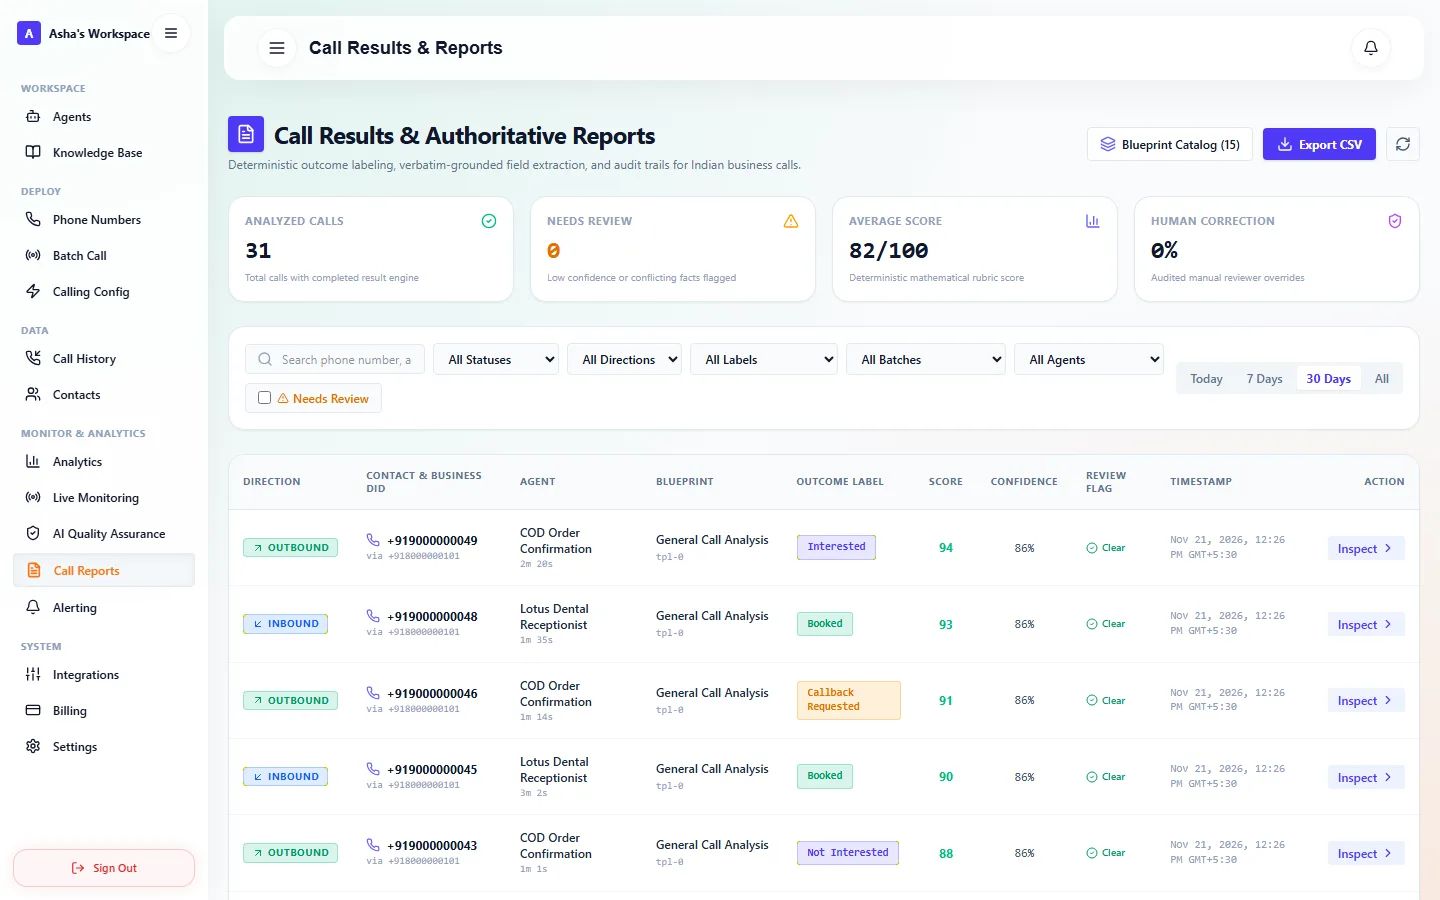 A Asha's Workspace
WORKSPACE
Agents
Knowledge Base
DEPLOY
Phone Numbers
Batch Call
Calling Config
DATA
Call History
Contacts
MONITOR & ANALYTICS
Analytics
Live Monitoring
AI Quality Assurance
Call Reports
Alerting
SYSTEM
Integrations
Billing
Settings
Sign Out
Call Results & Reports
Call Results & Authoritative Reports
Deterministic outcome labeling, verbatim-grounded field extraction, and audit trails for Indian business calls.
Blueprint Catalog (15)
Export CSV
ANALYZED CALLS
31
Total calls with completed result engine
NEEDS REVIEW
0
Low confidence or conflicting facts flagged
AVERAGE SCORE
82/100
Deterministic mathematical rubric score
HUMAN CORRECTION
0%
Audited manual reviewer overrides
Search phone number, a
All Statuses
All Directions
All Labels
All Batches
All Agents
Today
7 Days
30 Days
All
Needs Review
DIRECTION
CONTACT & BUSINESS
DID
AGENT
BLUEPRINT
OUTCOME LABEL
SCORE
CONFIDENCE
REVIEW
FLAG
TIMESTAMP
ACTION
OUTBOUND
+919000000049
via +918000000101
COD Order
Confirmation
2m 20s
General Call Analysis
tpl-0
Interested
94
86%
Clear
Nov 21, 2026, 12:26
PM GMT+5:30
Inspect
INBOUND
+919000000048
via +918000000101
Lotus Dental
Receptionist
1m 35s
General Call Analysis
tpl-0
Booked
93
86%
Clear
Nov 21, 2026, 12:26
PM GMT+5:30
Inspect
OUTBOUND
+919000000046
via +918000000101
COD Order
Confirmation
1m 14s
General Call Analysis
tpl-0
Callback
Requested
91
86%
Clear
Nov 21, 2026, 12:26
PM GMT+5:30
Inspect
INBOUND
+919000000045
via +918000000101
Lotus Dental
Receptionist
3m 2s
General Call Analysis
tpl-0
Booked
90
86%
Clear
Nov 21, 2026, 12:26
PM GMT+5:30
Inspect
OUTBOUND
+919000000043
via +918000000101
COD Order
Confirmation
1m 1s
General Call Analysis
tpl-0
Not Interested
88
86%
Clear
Nov 21, 2026, 12:26
PM GMT+5:30
Inspect